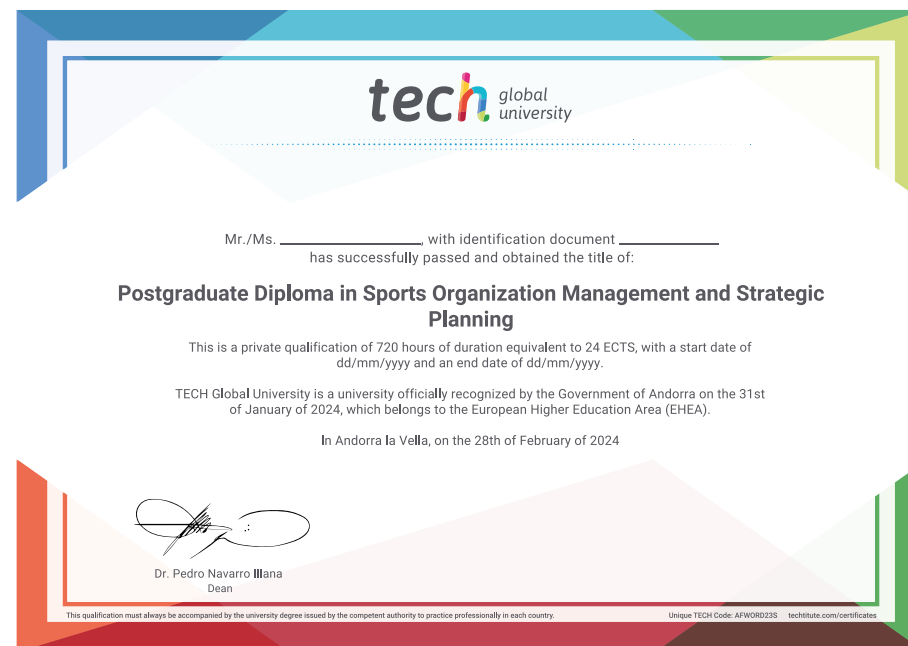 tech global university
Mr./Ms. ____________________, with identification document ______________
has successfully passed and obtained the title of:
Postgraduate Diploma in Sports Organization Management and Strategic
Planning
This is a private qualification of 720 hours of duration equivalent to 24 ECTS, with a start date of
dd/mm/yyyy and an end date of dd/mm/yyyy.
TECH Global University is a university officially recognized by the Government of Andorra on the 31st
of January of 2024, which belongs to the European Higher Education Area (EHEA).
In Andorra la Vella, on the 28th of February of 2024
Dr. Pedro Navarro Illana
Dean
This qualification must always be accompanied by the university degree issued by the competent authority to practice professionally in each country. Unique TECH Code: AFWORD23S techtitute.com/certificates